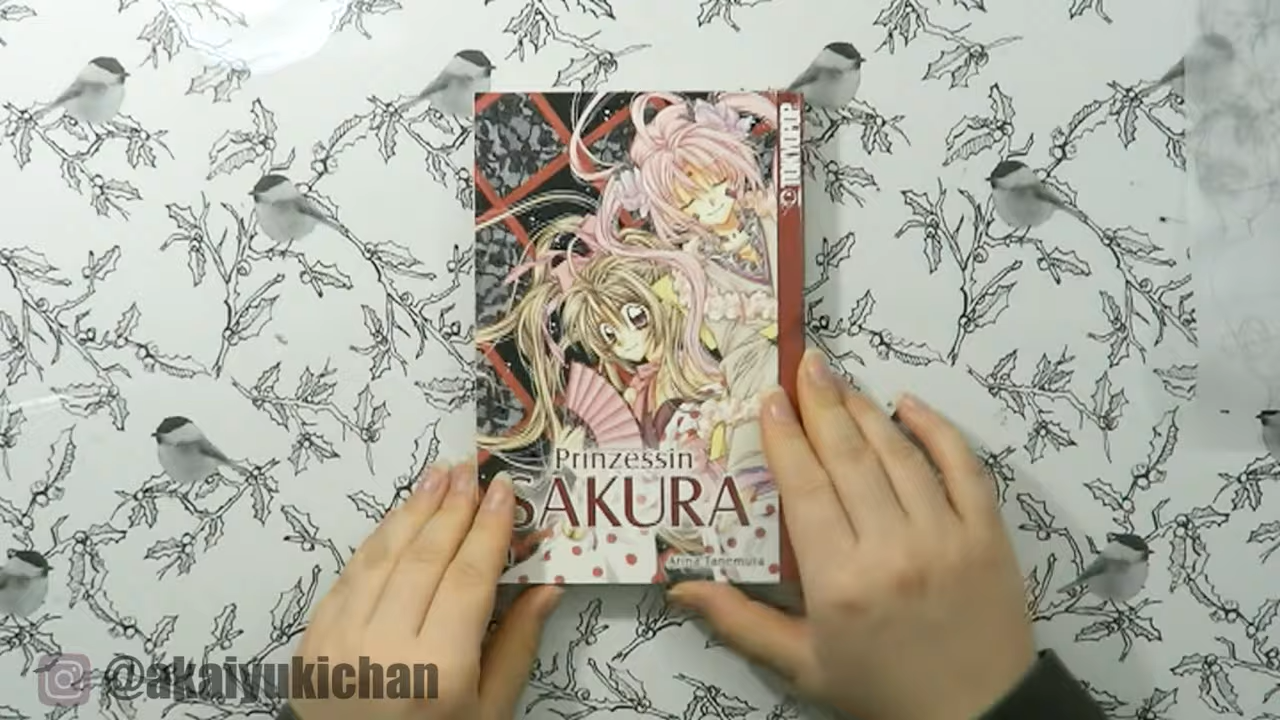 TOKYOPOP
Prinzessin
SAKURA
Arina Tanemura
@akaiyukichan